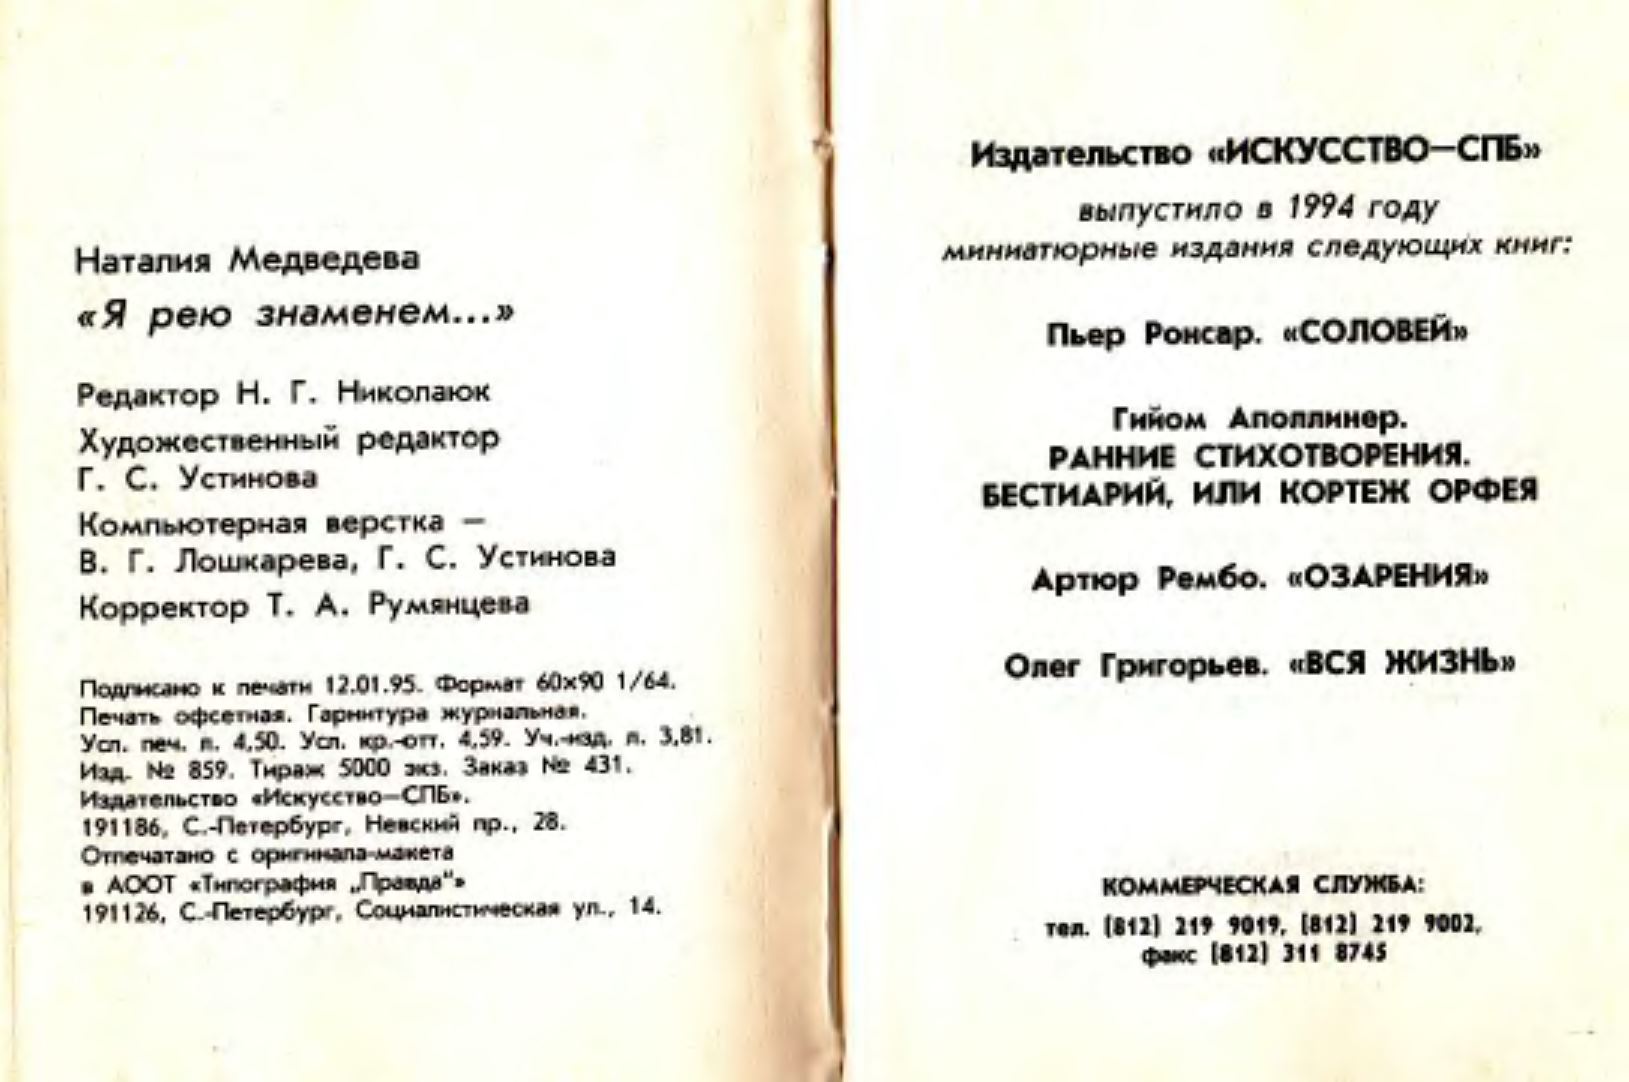 Наталия Медведева
«Я рею знаменем...»
Редактор Н. Г. Николаюк
Художественный редактор
Г. С. Устинова
Компьютерная верстка —
В. Г. Лошкарева, Г. С. Устинова
Корректор Т. А. Румянцева
Подписано к печати 12.01.95. Формат 60х90 1/64.
Печать офсетная. Гарнитура журнальная.
Усл. печ. л. 4,50. Усл. кр.-отт. 4,59. Уч.-изд. л. 3,81.
Изд. № 859. Тираж 5000 экз. Заказ № 431.
Издательство «Искусство—СПБ».
191186, С.-Петербург, Невский пр., 28.
Отпечатано с оригинала-макета
в АООТ «Типография „Правда“»
191126, С.-Петербург, Социалистическая ул., 14.
Издательство «ИСКУССТВО—СПБ»
выпустило в 1994 году
миниатюрные издания следующих книг:
Пьер Ронсар. «СОЛОВЕЙ»
Гийом Аполлинер.
РАННИЕ СТИХОТВОРЕНИЯ.
БЕСТИАРИЙ, ИЛИ КОРТЕЖ ОРФЕЯ
Артюр Рембо. «ОЗАРЕНИЯ»
Олег Григорьев. «ВСЯ ЖИЗНЬ»
КОММЕРЧЕСКАЯ СЛУЖБА:
тел. (812) 219 9019, (812) 219 9002,
факс (812) 311 8745